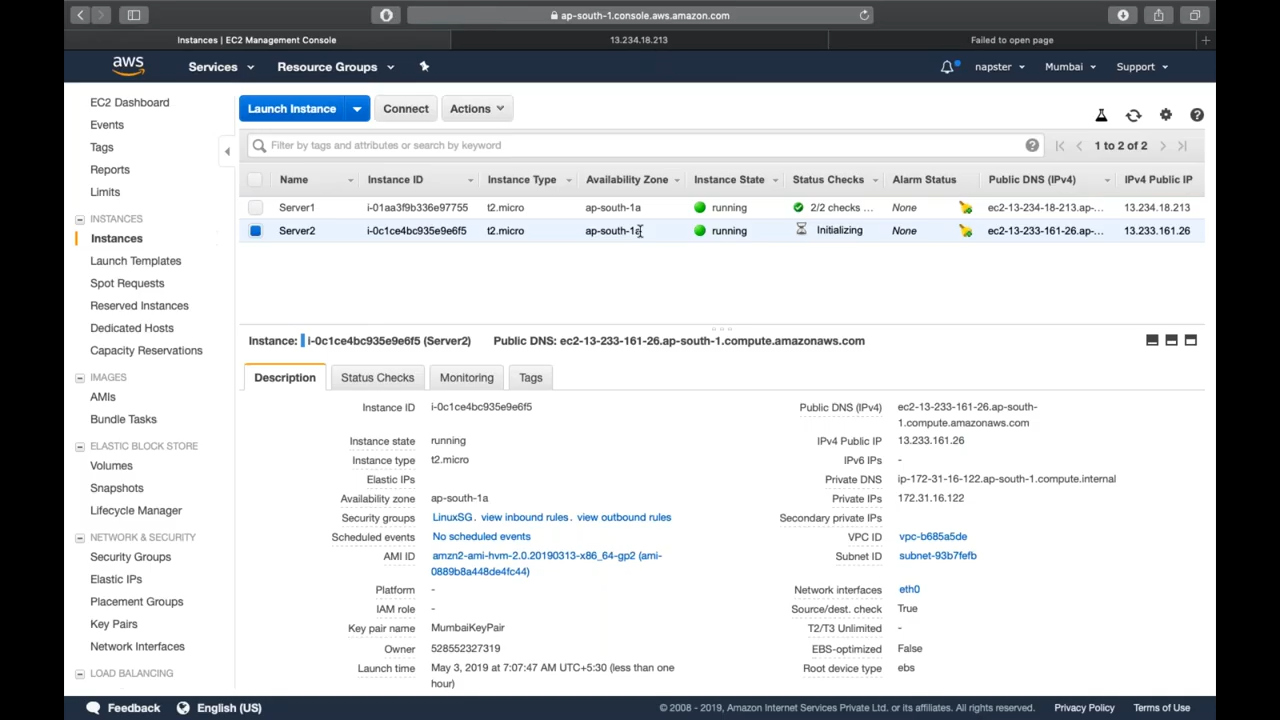 ap-south-1.console.aws.amazon.com
Instances | EC2 Management Console
13.234.18.213
Failed to open page
aws
Services
Resource Groups
napster
Mumbai
Support
EC2 Dashboard
Events
Tags
Reports
Limits
INSTANCES
Instances
Launch Templates
Spot Requests
Reserved Instances
Dedicated Hosts
Capacity Reservations
IMAGES
AMIs
Bundle Tasks
ELASTIC BLOCK STORE
Volumes
Snapshots
Lifecycle Manager
NETWORK & SECURITY
Security Groups
Elastic IPs
Placement Groups
Key Pairs
Network Interfaces
LOAD BALANCING
Launch Instance
Connect
Actions
Filter by tags and attributes or search by keyword
1 to 2 of 2
Name Instance ID Instance Type Availability Zone Instance State Status Checks Alarm Status Public DNS (IPv4) IPv4 Public IP
Server1 i-01aa3f9b336e97755 t2.micro ap-south-1a running 2/2 checks ... None ec2-13-234-18-213.ap-... 13.234.18.213
Server2 i-0c1ce4bc935e9e6f5 t2.micro ap-south-1a running Initializing None ec2-13-233-161-26.ap-... 13.233.161.26
Instance: i-0c1ce4bc935e9e6f5 (Server2) Public DNS: ec2-13-233-161-26.ap-south-1.compute.amazonaws.com
Description
Status Checks
Monitoring
Tags
Instance ID i-0c1ce4bc935e9e6f5
Instance state running
Instance type t2.micro
Elastic IPs
Availability zone ap-south-1a
Security groups LinuxSG. view inbound rules. view outbound rules
Scheduled events No scheduled events
AMI ID amzn2-ami-hvm-2.0.20190313-x86_64-gp2 (ami-
0889b8a448de4fc44)
Platform -
IAM role -
Key pair name MumbaiKeyPair
Owner 528552327319
Launch time May 3, 2019 at 7:07:47 AM UTC+5:30 (less than one
hour)
Public DNS (IPv4) ec2-13-233-161-26.ap-south-
1.compute.amazonaws.com
IPv4 Public IP 13.233.161.26
IPv6 IPs -
Private DNS ip-172-31-16-122.ap-south-1.compute.internal
Private IPs 172.31.16.122
Secondary private IPs
VPC ID vpc-b685a5de
Subnet ID subnet-93b7fefb
Network interfaces eth0
Source/dest. check True
T2/T3 Unlimited -
EBS-optimized False
Root device type ebs
Feedback
English (US)
© 2008 - 2019, Amazon Internet Services Private Ltd. or its affiliates. All rights reserved.
Privacy Policy
Terms of Use